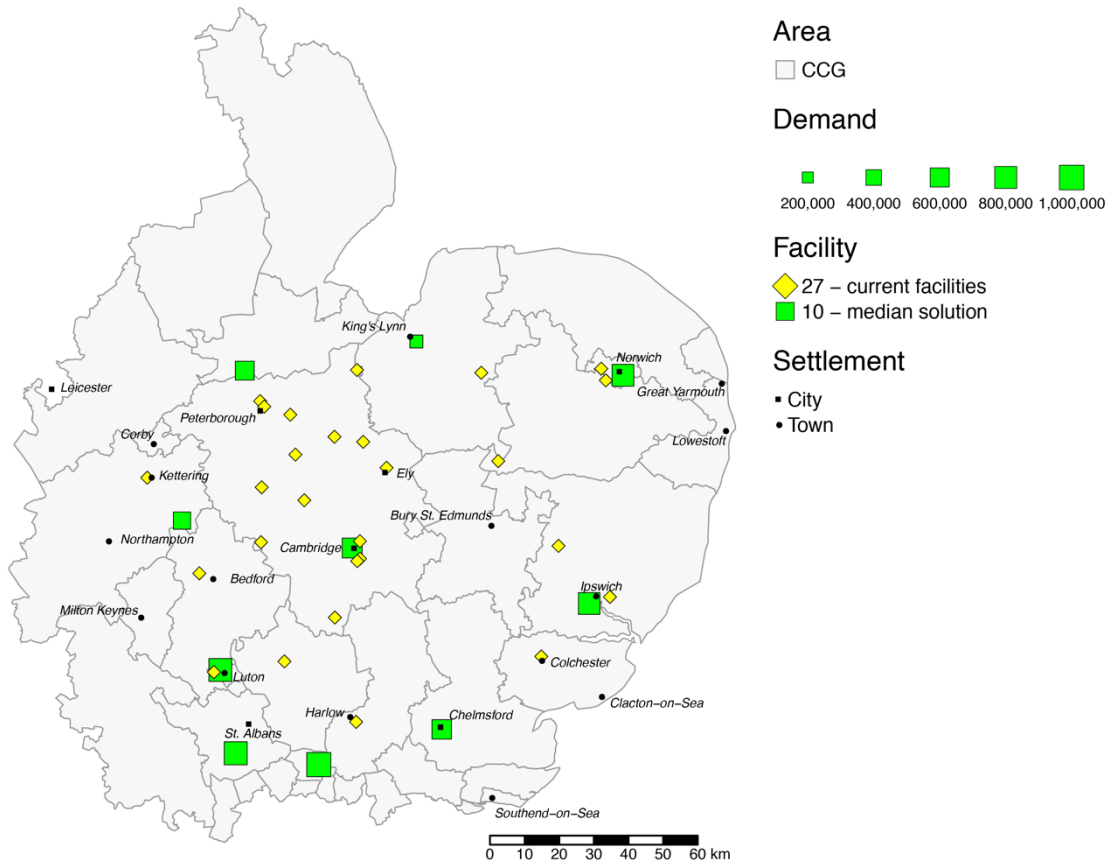 Area
CCG
Demand
200,000 400,000 600,000 800,000 1,000,000
Facility
27 − current facilities
10 − median solution
Settlement
City
Town
King's Lynn
Norwich
Great Yarmouth
Leicester
Peterborough
Corby
Lowestoft
Kettering
Ely
Bury St. Edmunds
Northampton
Cambridge
Bedford
Ipswich
Milton Keynes
Colchester
Luton
Clacton−on−Sea
Harlow
Chelmsford
St. Albans
Southend−on−Sea
0 10 20 30 40 50 60 km